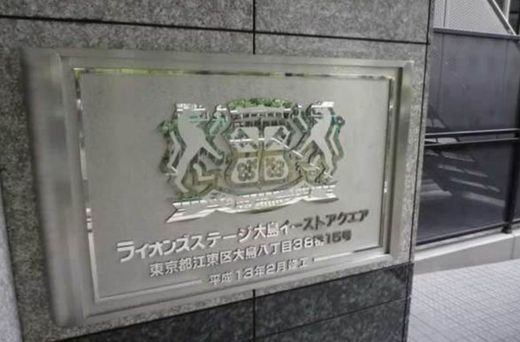 ライオンズステージ大島イーストアクエア
東京都江東区大島八丁目38番15号
平成13年2月竣工